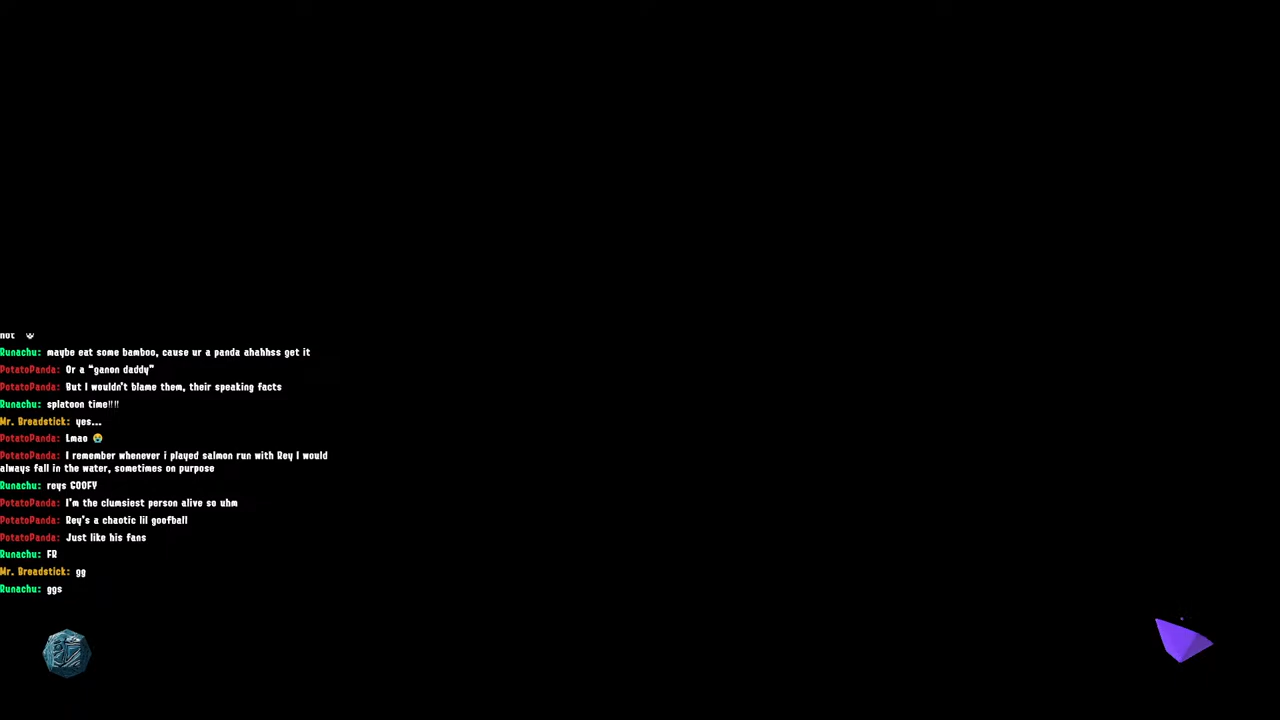 not
Runachu: maybe eat some bamboo, cause ur a panda ahahhss get it
PotatoPanda: Or a “ganon daddy”
PotatoPanda: But I wouldn't blame them, their speaking facts
Runachu: splatoon time!!!!
Mr. Breadstick: yes...
PotatoPanda: Lmao 😭
PotatoPanda: I remember whenever i played salmon run with Rey I would
always fall in the water, sometimes on purpose
Runachu: reys GOOFY
PotatoPanda: I'm the clumsiest person alive so uhm
PotatoPanda: Rey's a chaotic lil goofball
PotatoPanda: Just like his fans
Runachu: FR
Mr. Breadstick: gg
Runachu: ggs